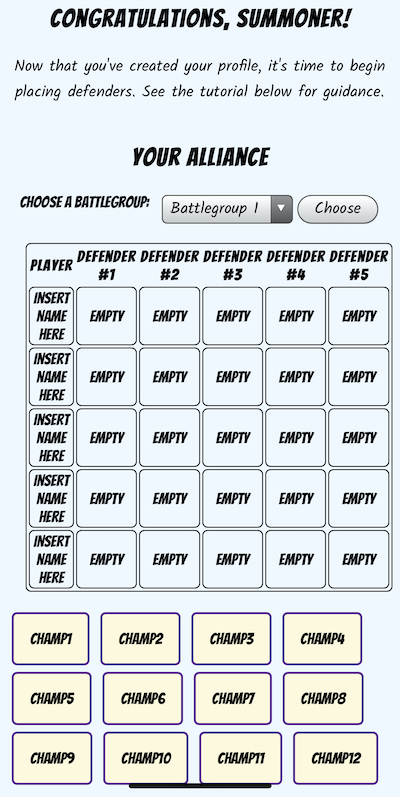 CONGRATULATIONS, SUMMONER!
Now that you've created your profile, it's time to begin
placing defenders. See the tutorial below for guidance.
YOUR ALLIANCE
CHOOSE A BATTLEGROUP: Battlegroup 1 Choose
PLAYER DEFENDER #1 DEFENDER #2 DEFENDER #3 DEFENDER #4 DEFENDER #5
INSERT NAME HERE EMPTY EMPTY EMPTY EMPTY EMPTY
INSERT NAME HERE EMPTY EMPTY EMPTY EMPTY EMPTY
INSERT NAME HERE EMPTY EMPTY EMPTY EMPTY EMPTY
INSERT NAME HERE EMPTY EMPTY EMPTY EMPTY EMPTY
INSERT NAME HERE EMPTY EMPTY EMPTY EMPTY EMPTY
CHAMP1 CHAMP2 CHAMP3 CHAMP4
CHAMP5 CHAMP6 CHAMP7 CHAMP8
CHAMP9 CHAMP10 CHAMP11 CHAMP12